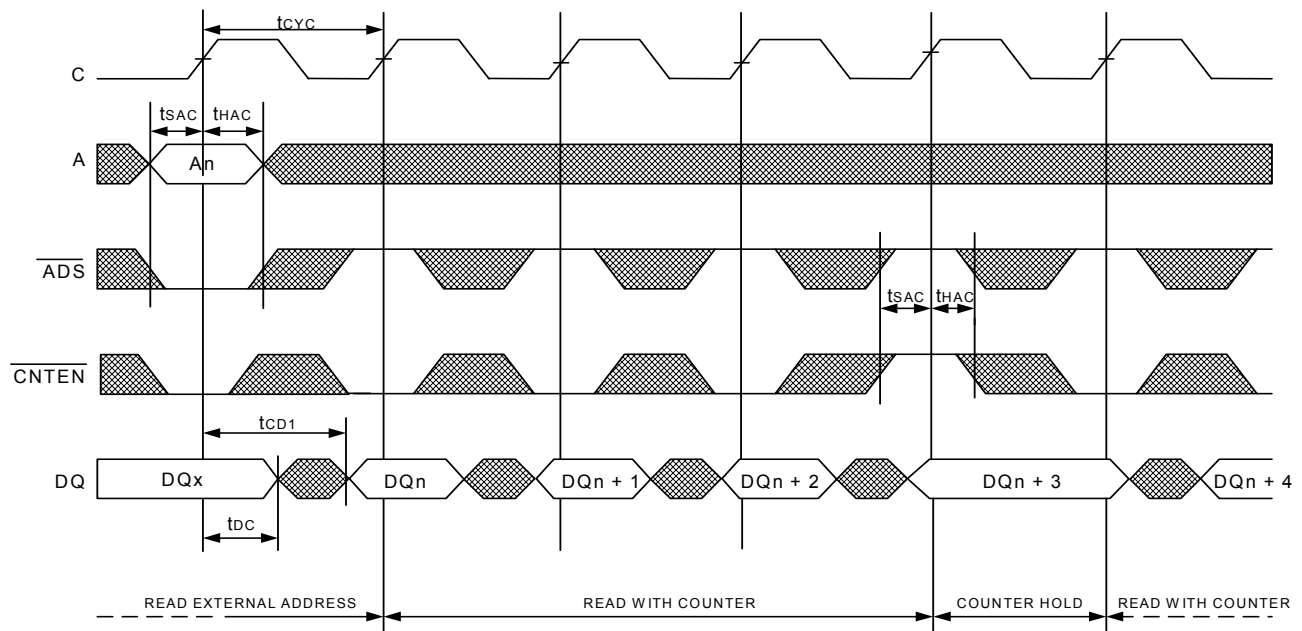 tCYC
C
tSAC tHAC
A An
ADS
tSAC tHAC
CNTEN
tCD1
DQ DQx DQn DQn + 1 DQn + 2 DQn + 3 DQn + 4
tDC
READ EXTERNAL ADDRESS READ WITH COUNTER COUNTER HOLD READ WITH COUNTER